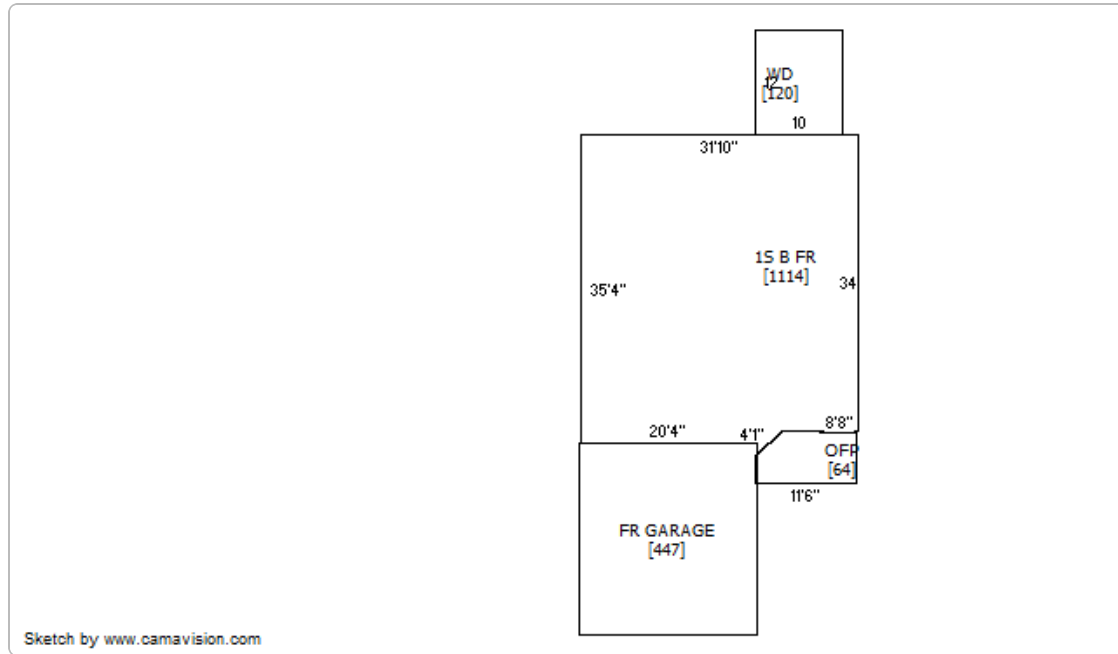 WD
12
[120]
10
31'10"
1S B FR
[1114]
35'4"
34
8'8"
20'4"
4'1"
OFP
[64]
11'6"
FR GARAGE
[447]
Sketch by www.camavision.com